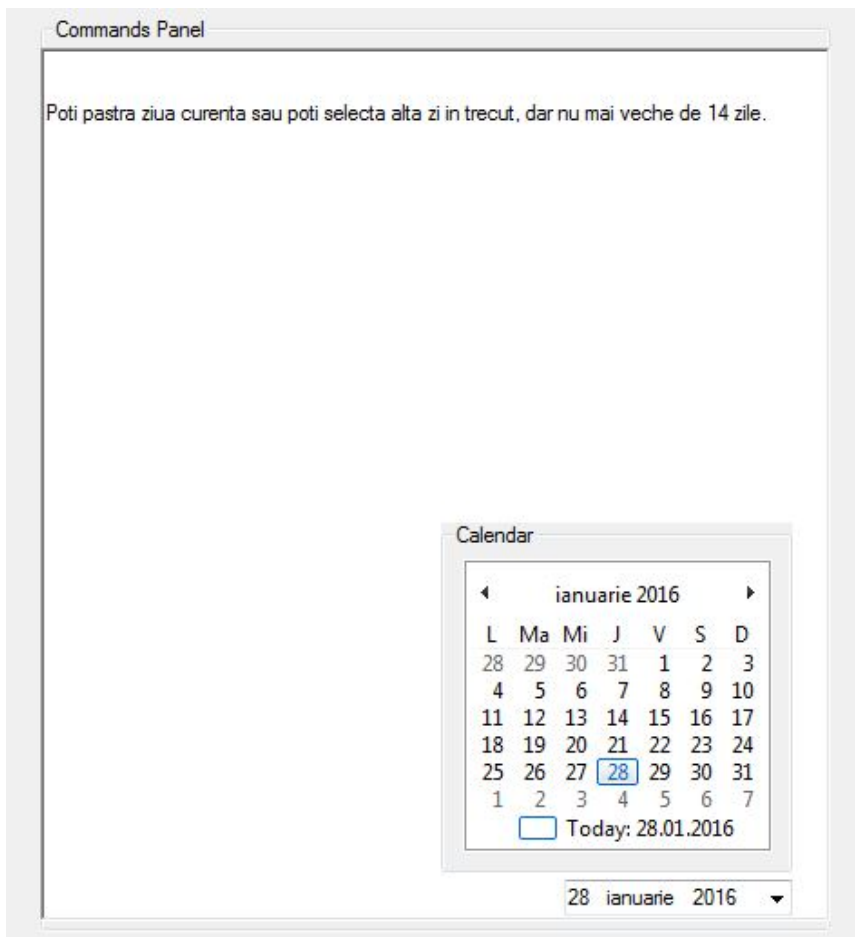 Commands Panel
Poti pastra ziua curenta sau poti selecta alta zi in trecut, dar nu mai veche de 14 zile.
Calendar
ianuarie 2016
L Ma Mi J V S D
28 29 30 31 1 2 3
4 5 6 7 8 9 10
11 12 13 14 15 16 17
18 19 20 21 22 23 24
25 26 27 28 29 30 31
1 2 3 4 5 6 7
Today: 28.01.2016
28 ianuarie 2016